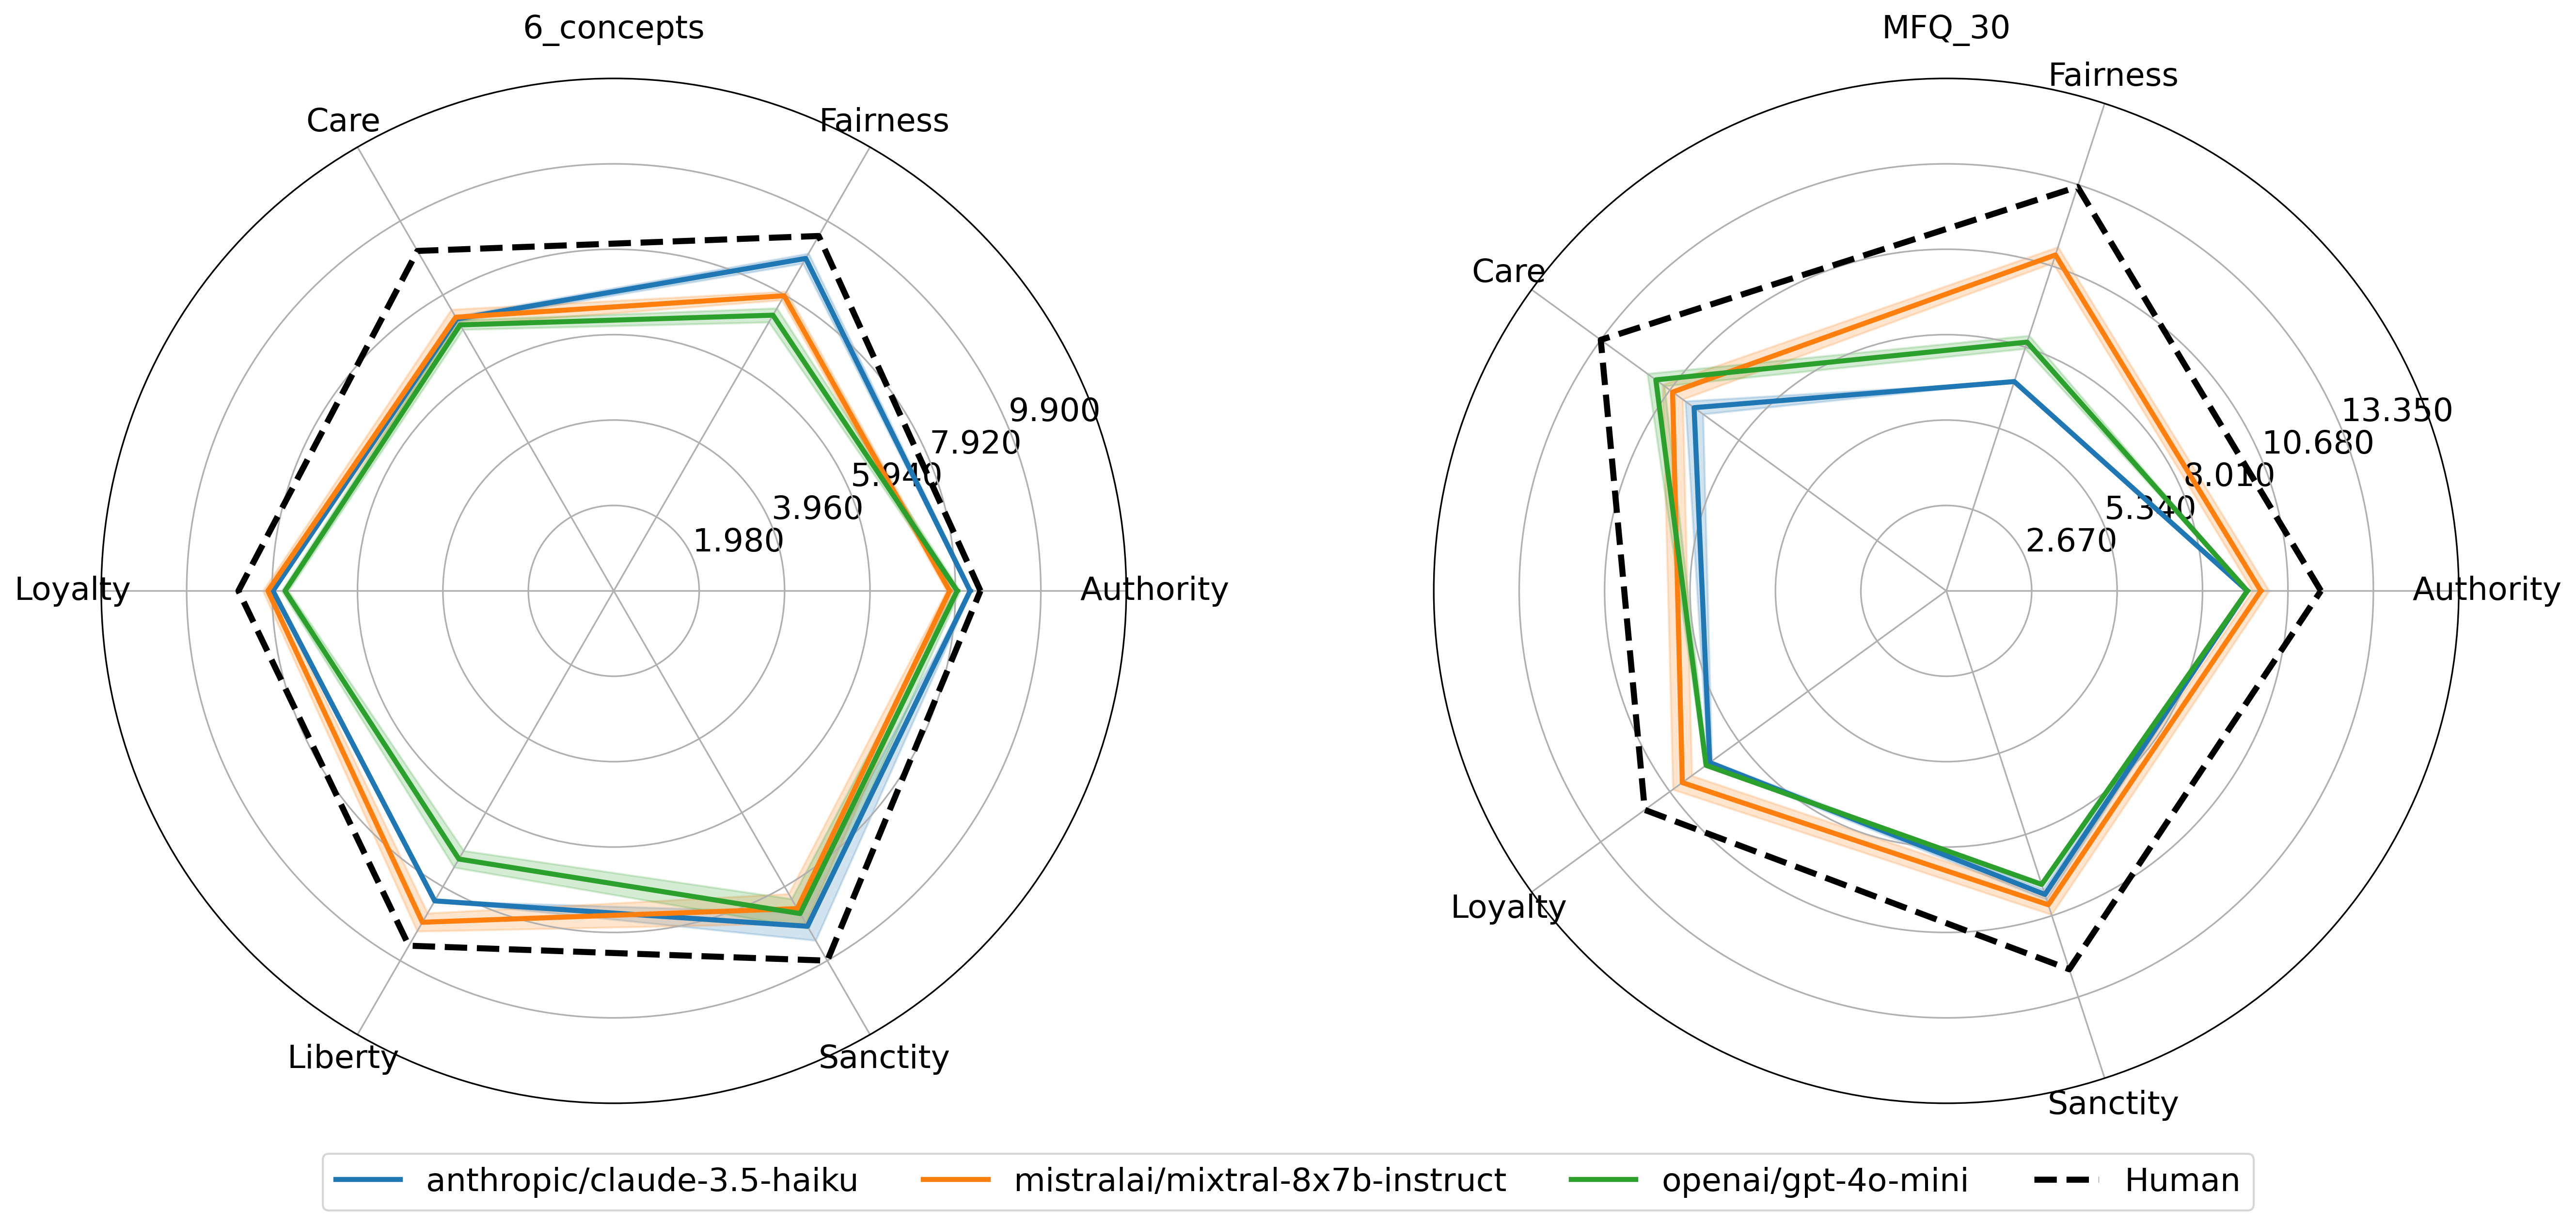 6_concepts
Care
Fairness
Loyalty
Authority
Liberty
Sanctity
1.980
3.960
5.940
7.920
9.900
MFQ_30
Fairness
Care
Authority
Loyalty
Sanctity
2.670
5.340
8.010
10.680
13.350
anthropic/claude-3.5-haiku
mistralai/mixtral-8x7b-instruct
openai/gpt-4o-mini
Human